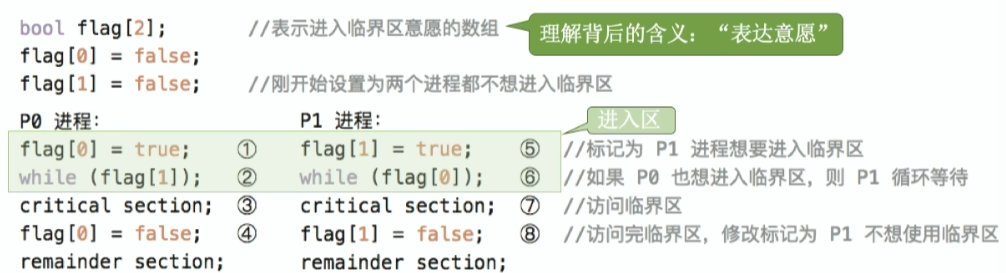 bool flag[2]; //表示进入临界区意愿的数组
理解背后的含义：“表达意愿”
flag[0] = false;
flag[1] = false; //刚开始设置为两个进程都不想进入临界区
P0 进程: P1 进程:
进入区
flag[0] = true; ① flag[1] = true; ⑤ //标记为 P1 进程想要进入临界区
while (flag[1]); ② while (flag[0]); ⑥ //如果 P0 也想进入临界区，则 P1 循环等待
critical section; ③ critical section; ⑦ //访问临界区
flag[0] = false; ④ flag[1] = false; ⑧ //访问完临界区，修改标记为 P1 不想使用临界区
remainder section; remainder section;